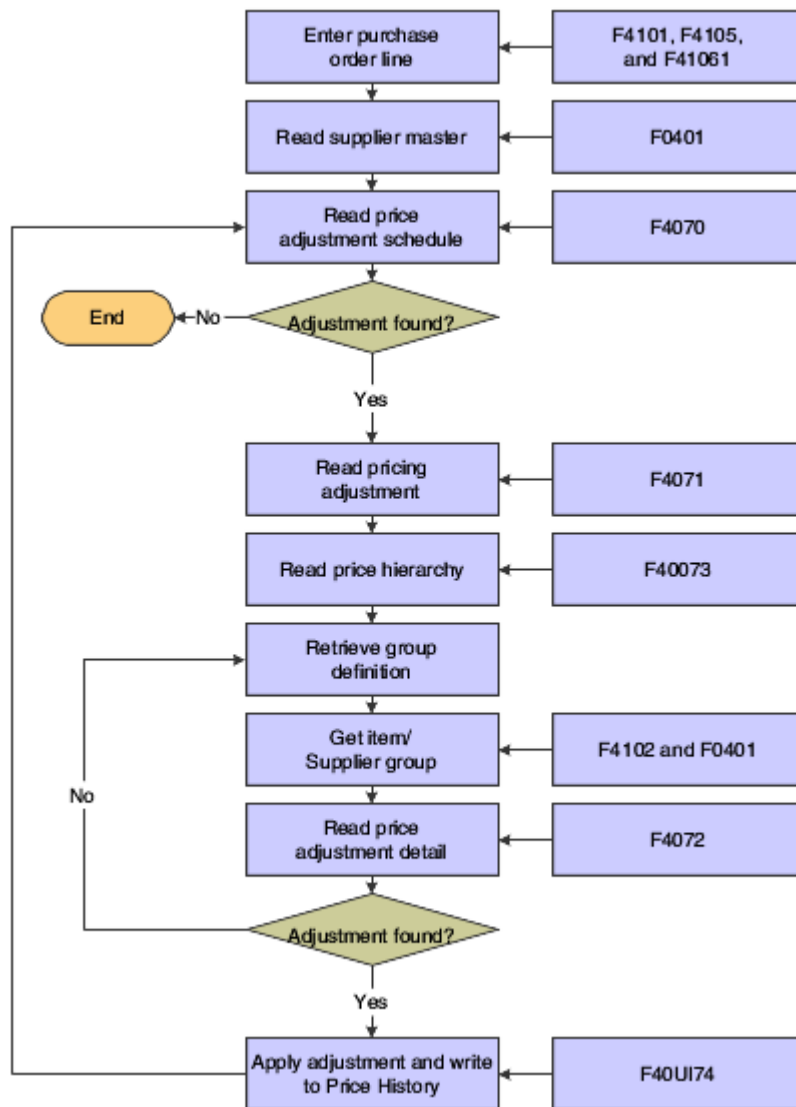 Enter purchase
order line
F4101, F4105,
and F41061
Read supplier master
F0401
Read price
adjustment schedule
F4070
End
No
Adjustment found?
Yes
Read pricing
adjustment
F4071
Read price hierarchy
F40073
Retrieve group
definition
Get item/
Supplier group
F4102 and F0401
No
Read price
adjustment detail
F4072
Adjustment found?
Yes
Apply adjustment and write
to Price History
F40UI74